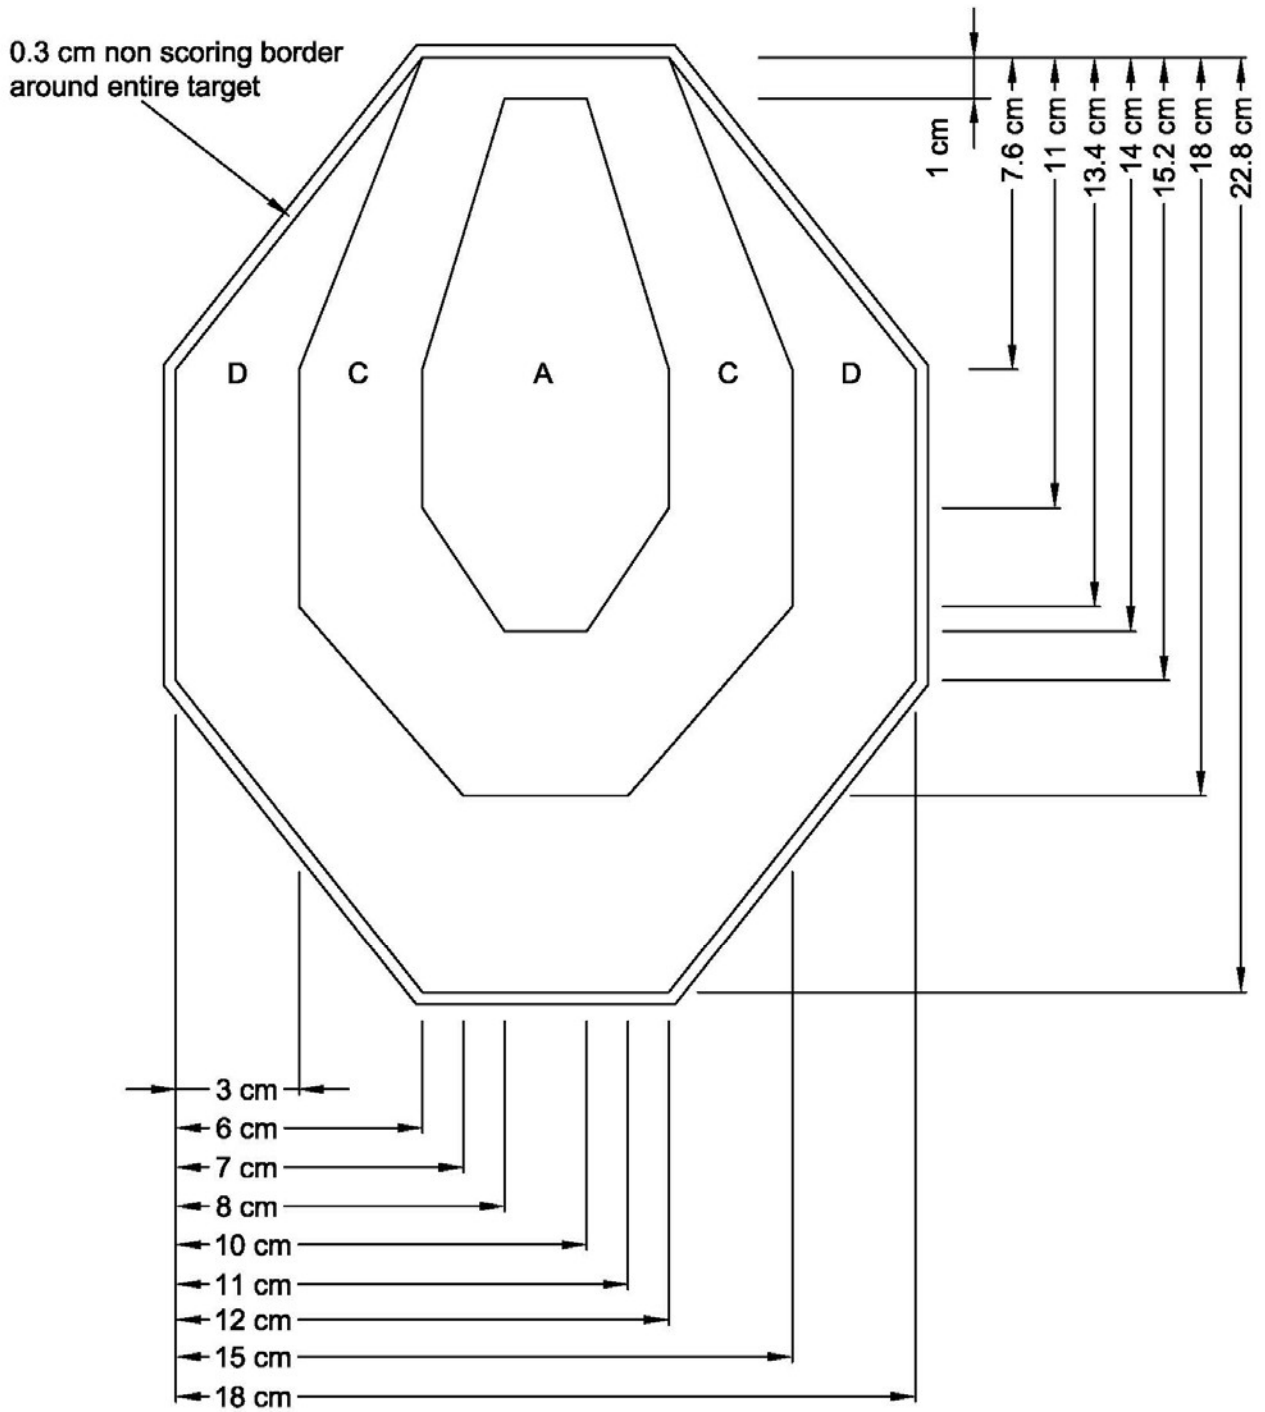 0.3 cm non scoring border
around entire target
1 cm
7.6 cm
11 cm
13.4 cm
14 cm
15.2 cm
18 cm
22.8 cm
D
C
A
C
D
3 cm
6 cm
7 cm
8 cm
10 cm
11 cm
12 cm
15 cm
18 cm